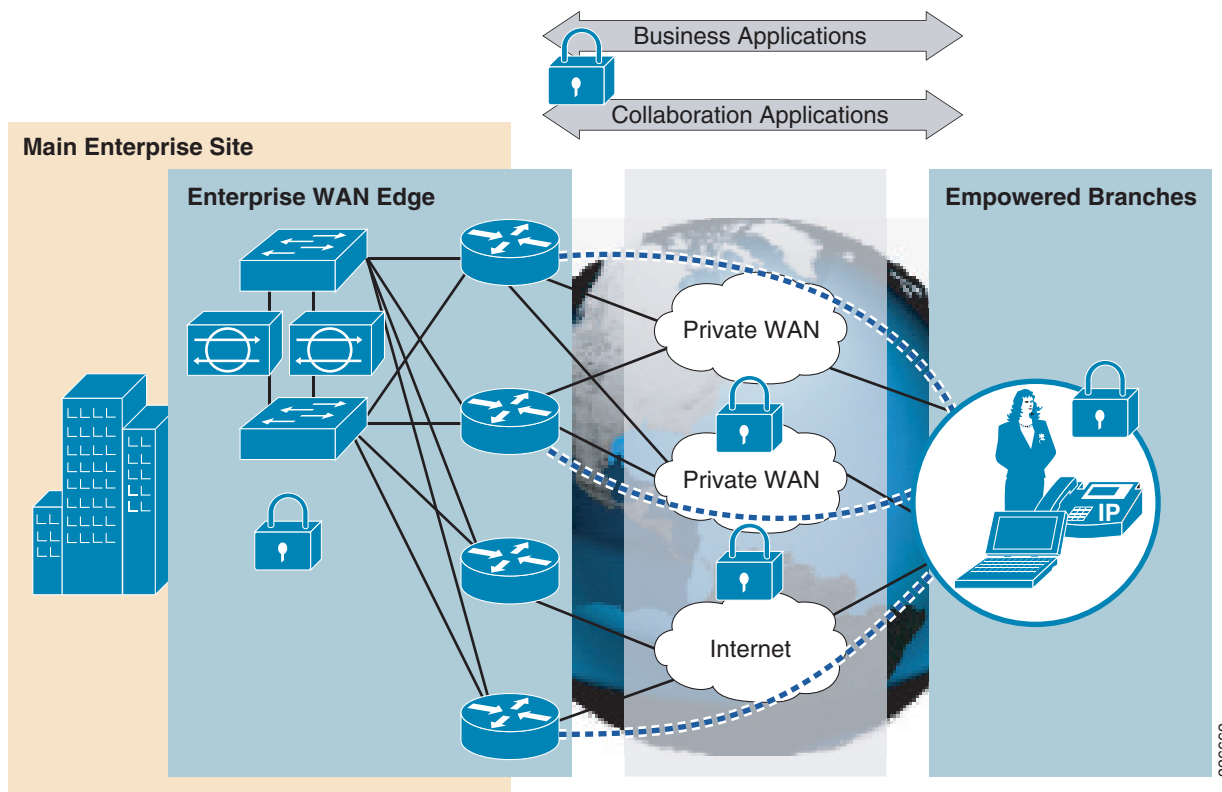 Business Applications
Collaboration Applications
Main Enterprise Site
Enterprise WAN Edge
Empowered Branches
Private WAN
Private WAN
IP
Internet